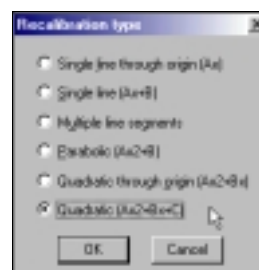 Recalibration type
Single line through origin (Ax)
Single line (Ax+B)
Multiple line segments
Parabolic (Ax2+B)
Quadratic through origin (Ax2+Bx)
Quadratic (Ax2+Bx+C)
OK
Cancel